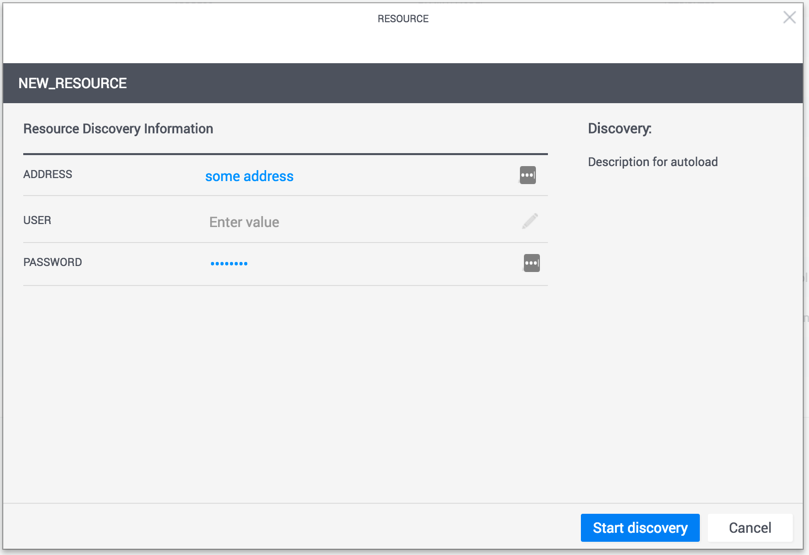 RESOURCE
NEW_RESOURCE
Resource Discovery Information
Discovery:
ADDRESS some address
Description for autoload
USER Enter value
PASSWORD ••••••••
Start discovery Cancel